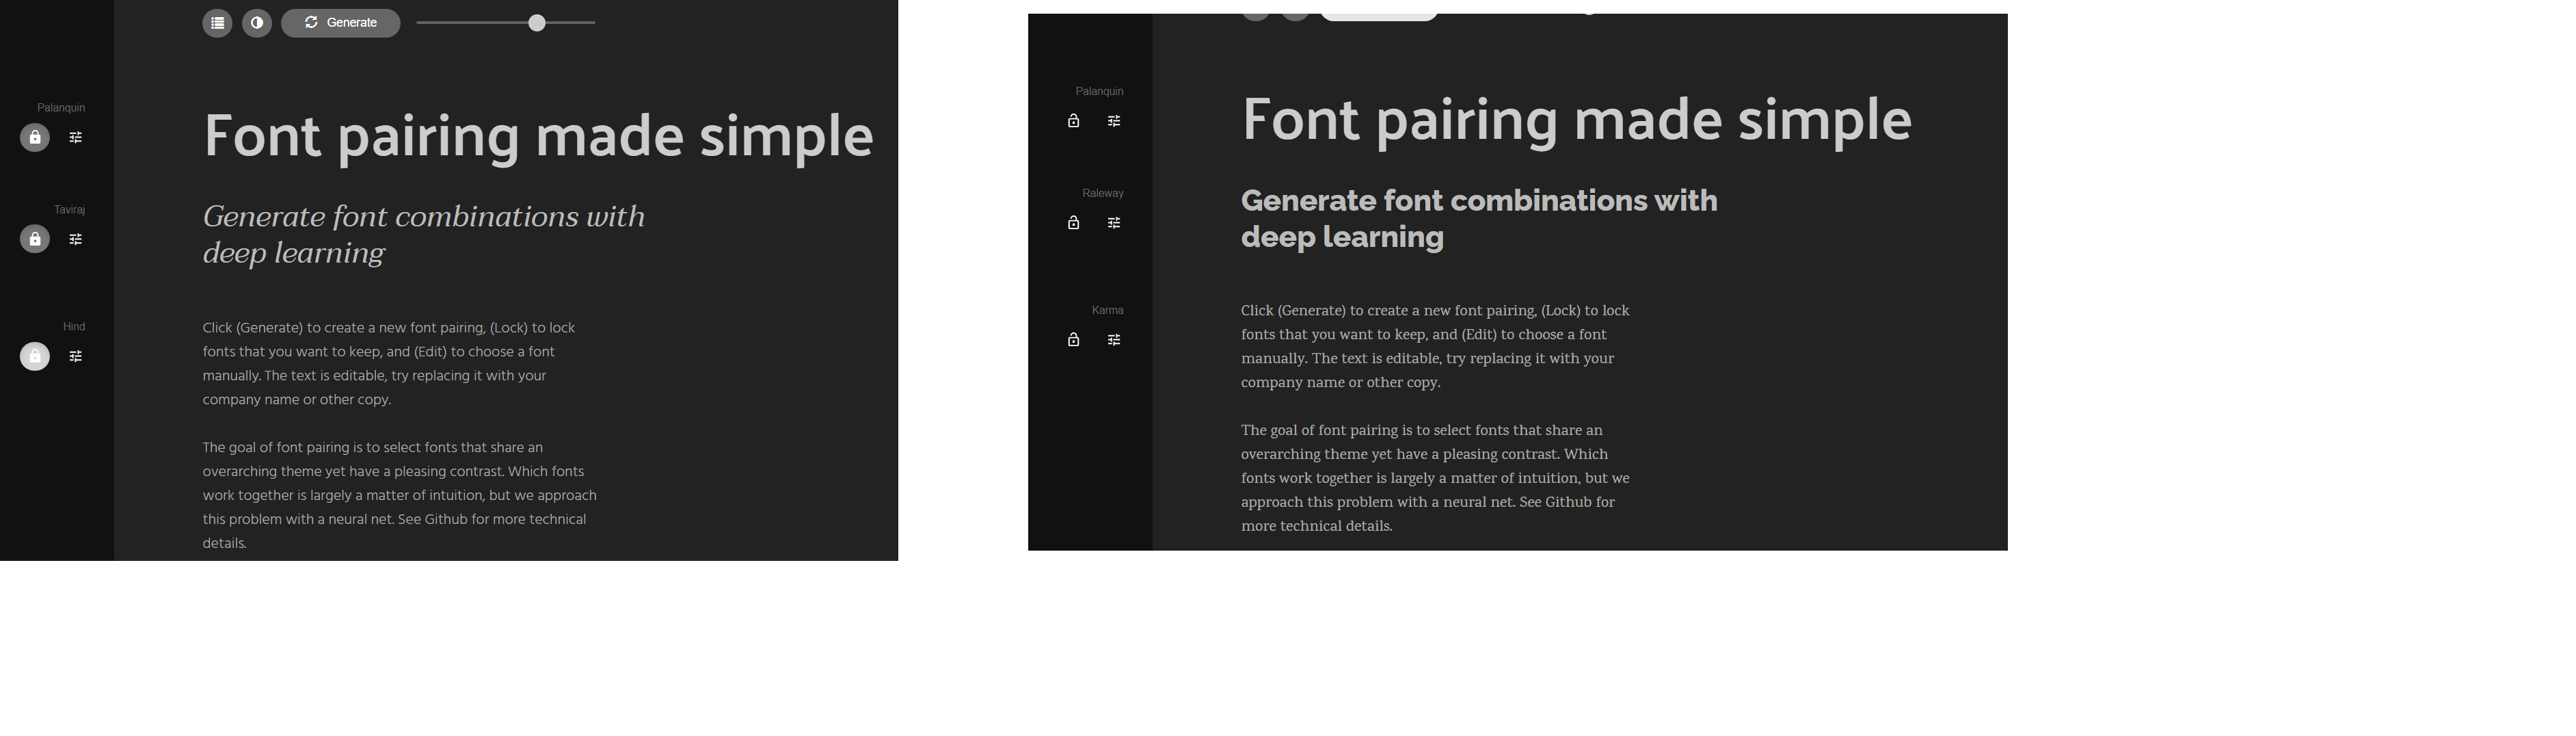 Generate
Palanquin
Font pairing made simple
Taviraj
Generate font combinations with
deep learning
Hind
Click (Generate) to create a new font pairing, (Lock) to lock
fonts that you want to keep, and (Edit) to choose a font
manually. The text is editable, try replacing it with your
company name or other copy.
The goal of font pairing is to select fonts that share an
overarching theme yet have a pleasing contrast. Which fonts
work together is largely a matter of intuition, but we approach
this problem with a neural net. See Github for more technical
details.
Palanquin
Font pairing made simple
Raleway
Generate font combinations with
deep learning
Karma
Click (Generate) to create a new font pairing, (Lock) to lock
fonts that you want to keep, and (Edit) to choose a font
manually. The text is editable, try replacing it with your
company name or other copy.
The goal of font pairing is to select fonts that share an
overarching theme yet have a pleasing contrast. Which
fonts work together is largely a matter of intuition, but we
approach this problem with a neural net. See Github for
more technical details.